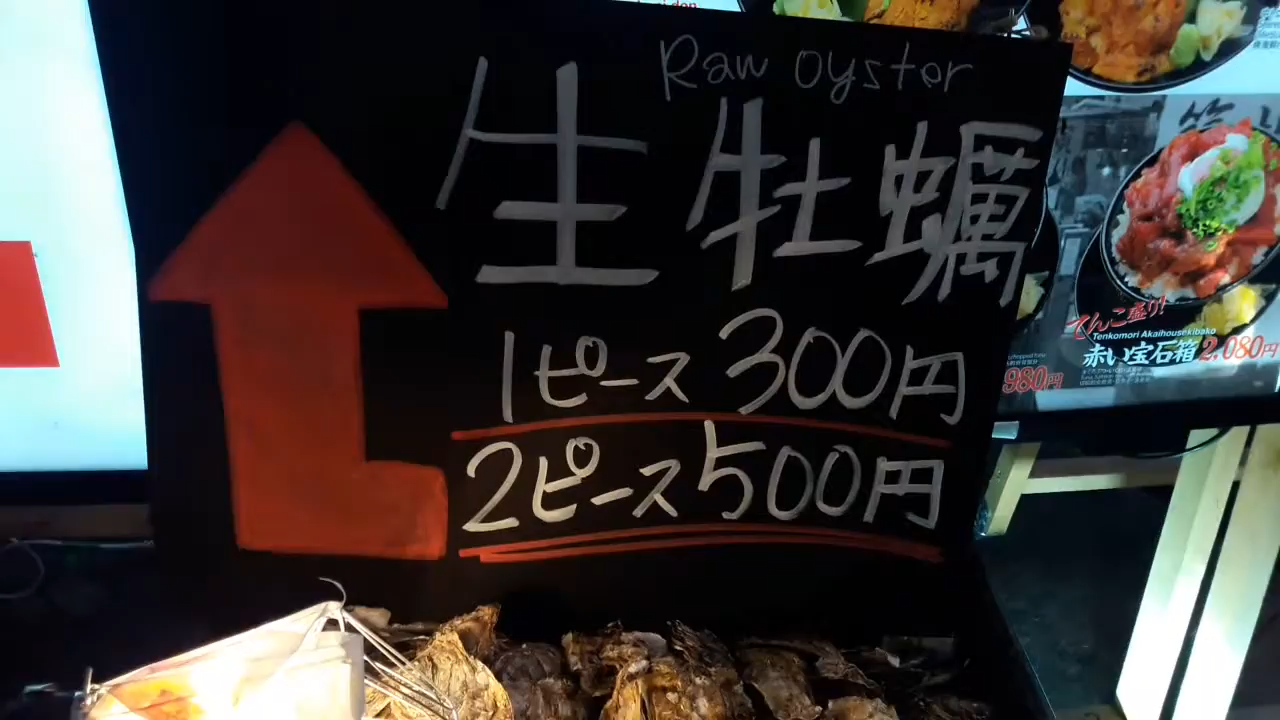 Raw oyster
生牡蠣
1ピース 300円
2ピース 500円
てんこ盛り!
Tenkomori Akaihousekibako
赤い宝石箱 2,080円
980円